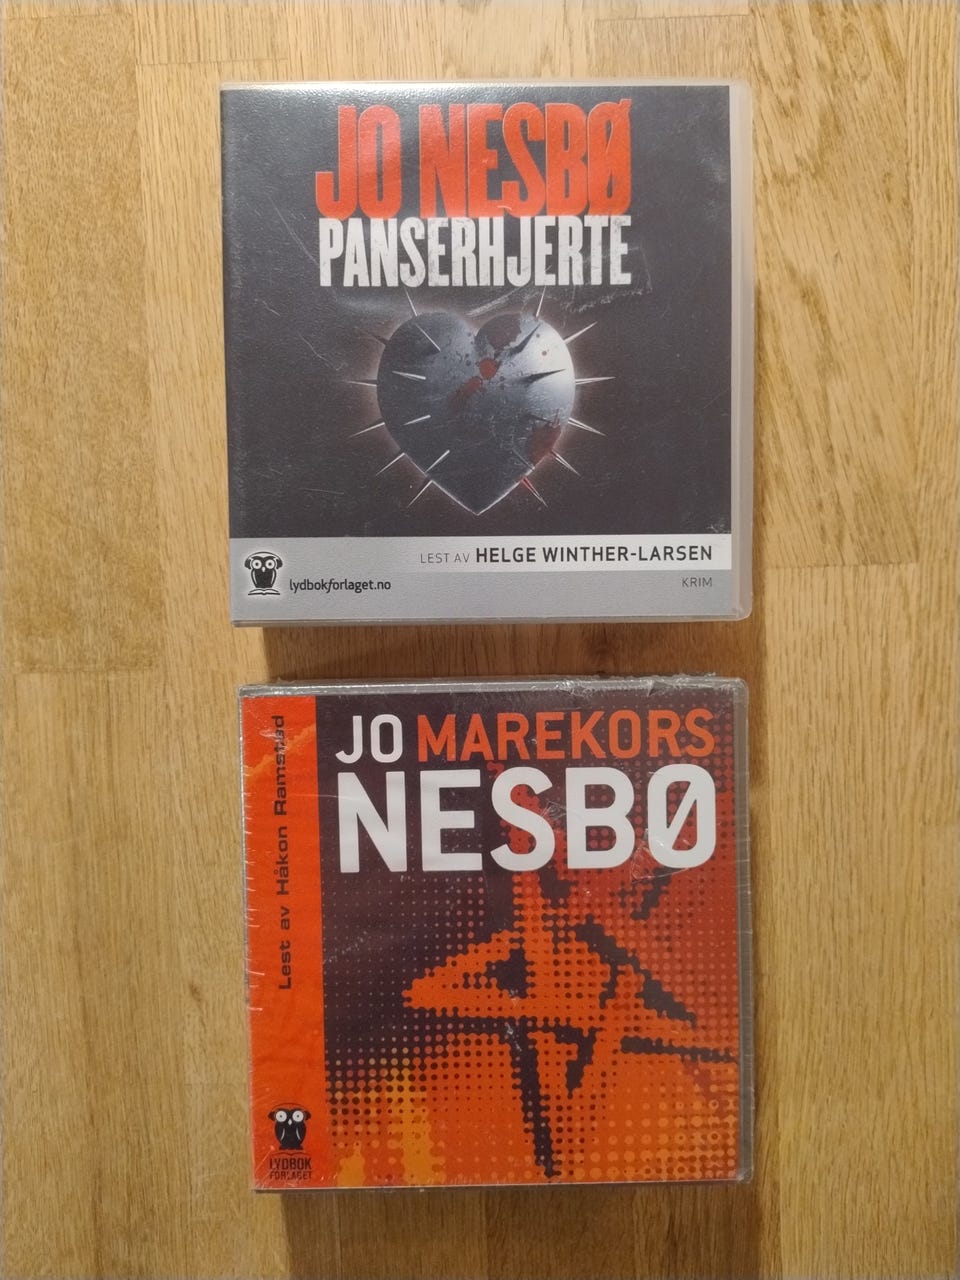 JO NESBØ
PANSERHJERTE
LEST AV HELGE WINTHER-LARSEN
lydbokforlaget.no
KRIM
JO MAREKORS
NESBØ
Lest av Håkon Ramstad
LYDBOK
FORLAGET